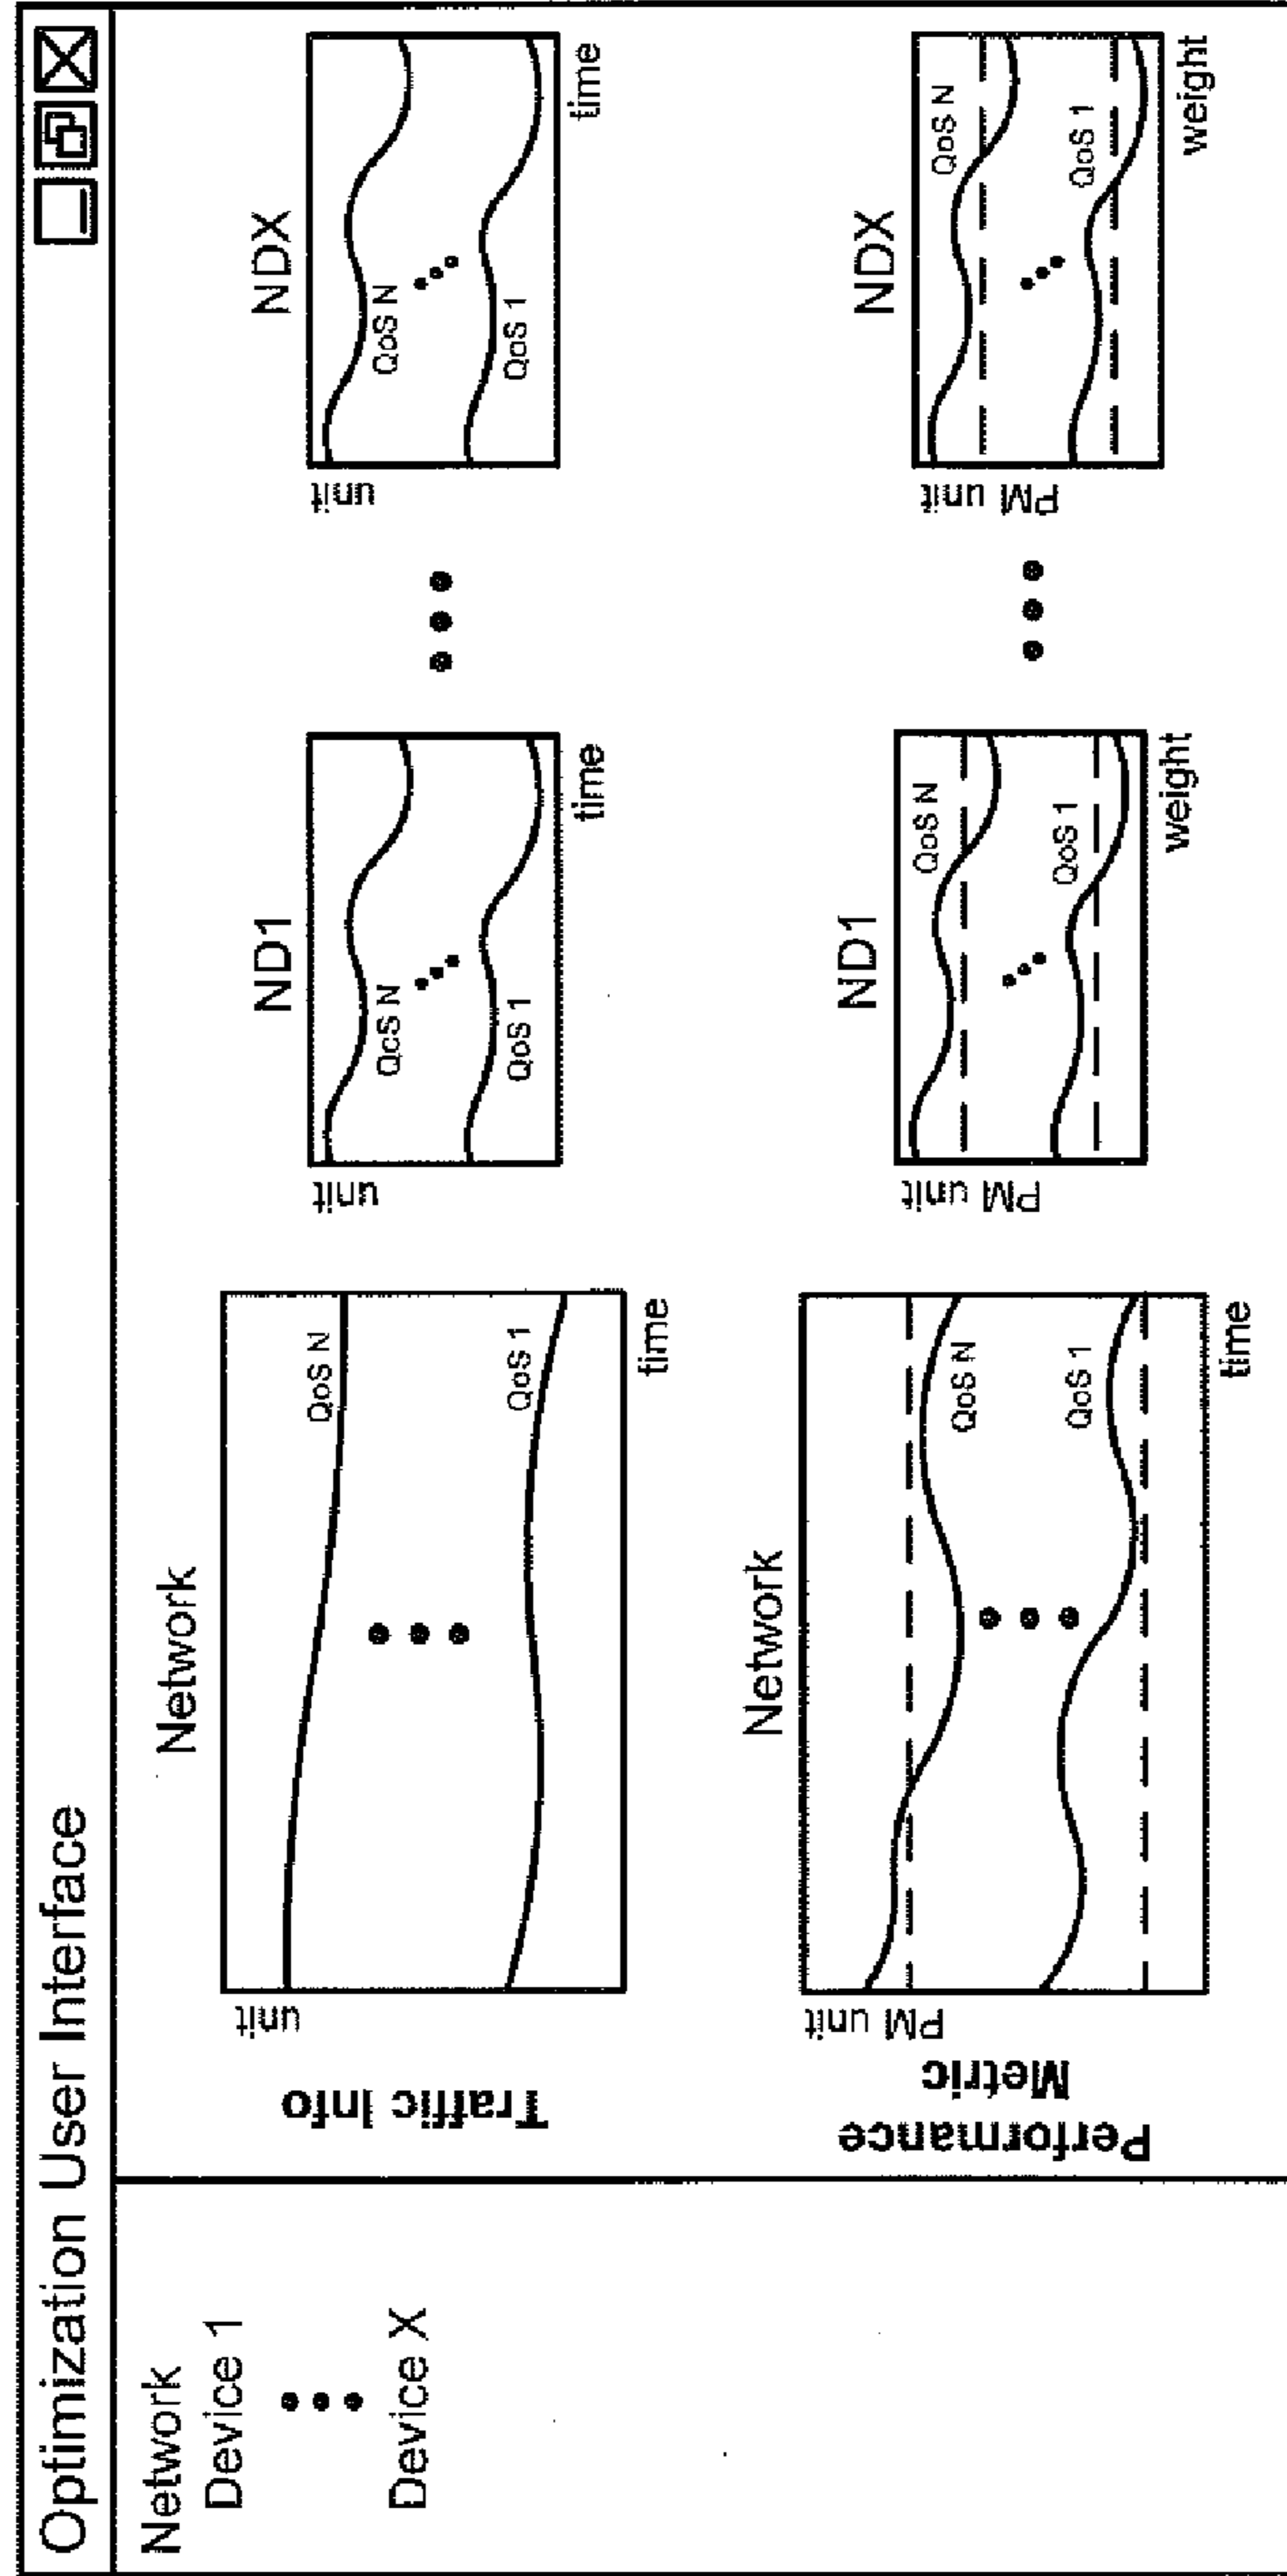 Optimization User Interface
Network
Device 1
Device X
Traffic Info
Network
unit
QoS N
QoS 1
time
ND1
unit
QcS N
QoS 1
time
NDX
unit
QoS N
QoS 1
time
Performance
Metric
Network
PM unit
QoS N
QoS 1
time
ND1
PM unit
QoS N
QoS 1
weight
NDX
PM unit
QoS N
QoS 1
weight